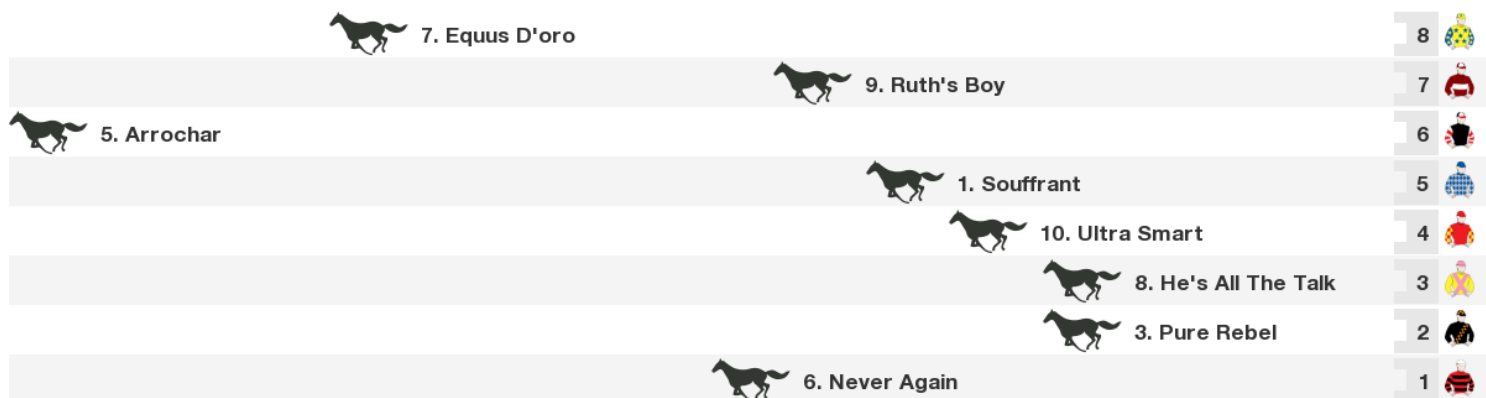 7. Equus D'oro 8
9. Ruth's Boy 7
5. Arrochar 6
1. Souffrant 5
10. Ultra Smart 4
8. He's All The Talk 3
3. Pure Rebel 2
6. Never Again 1